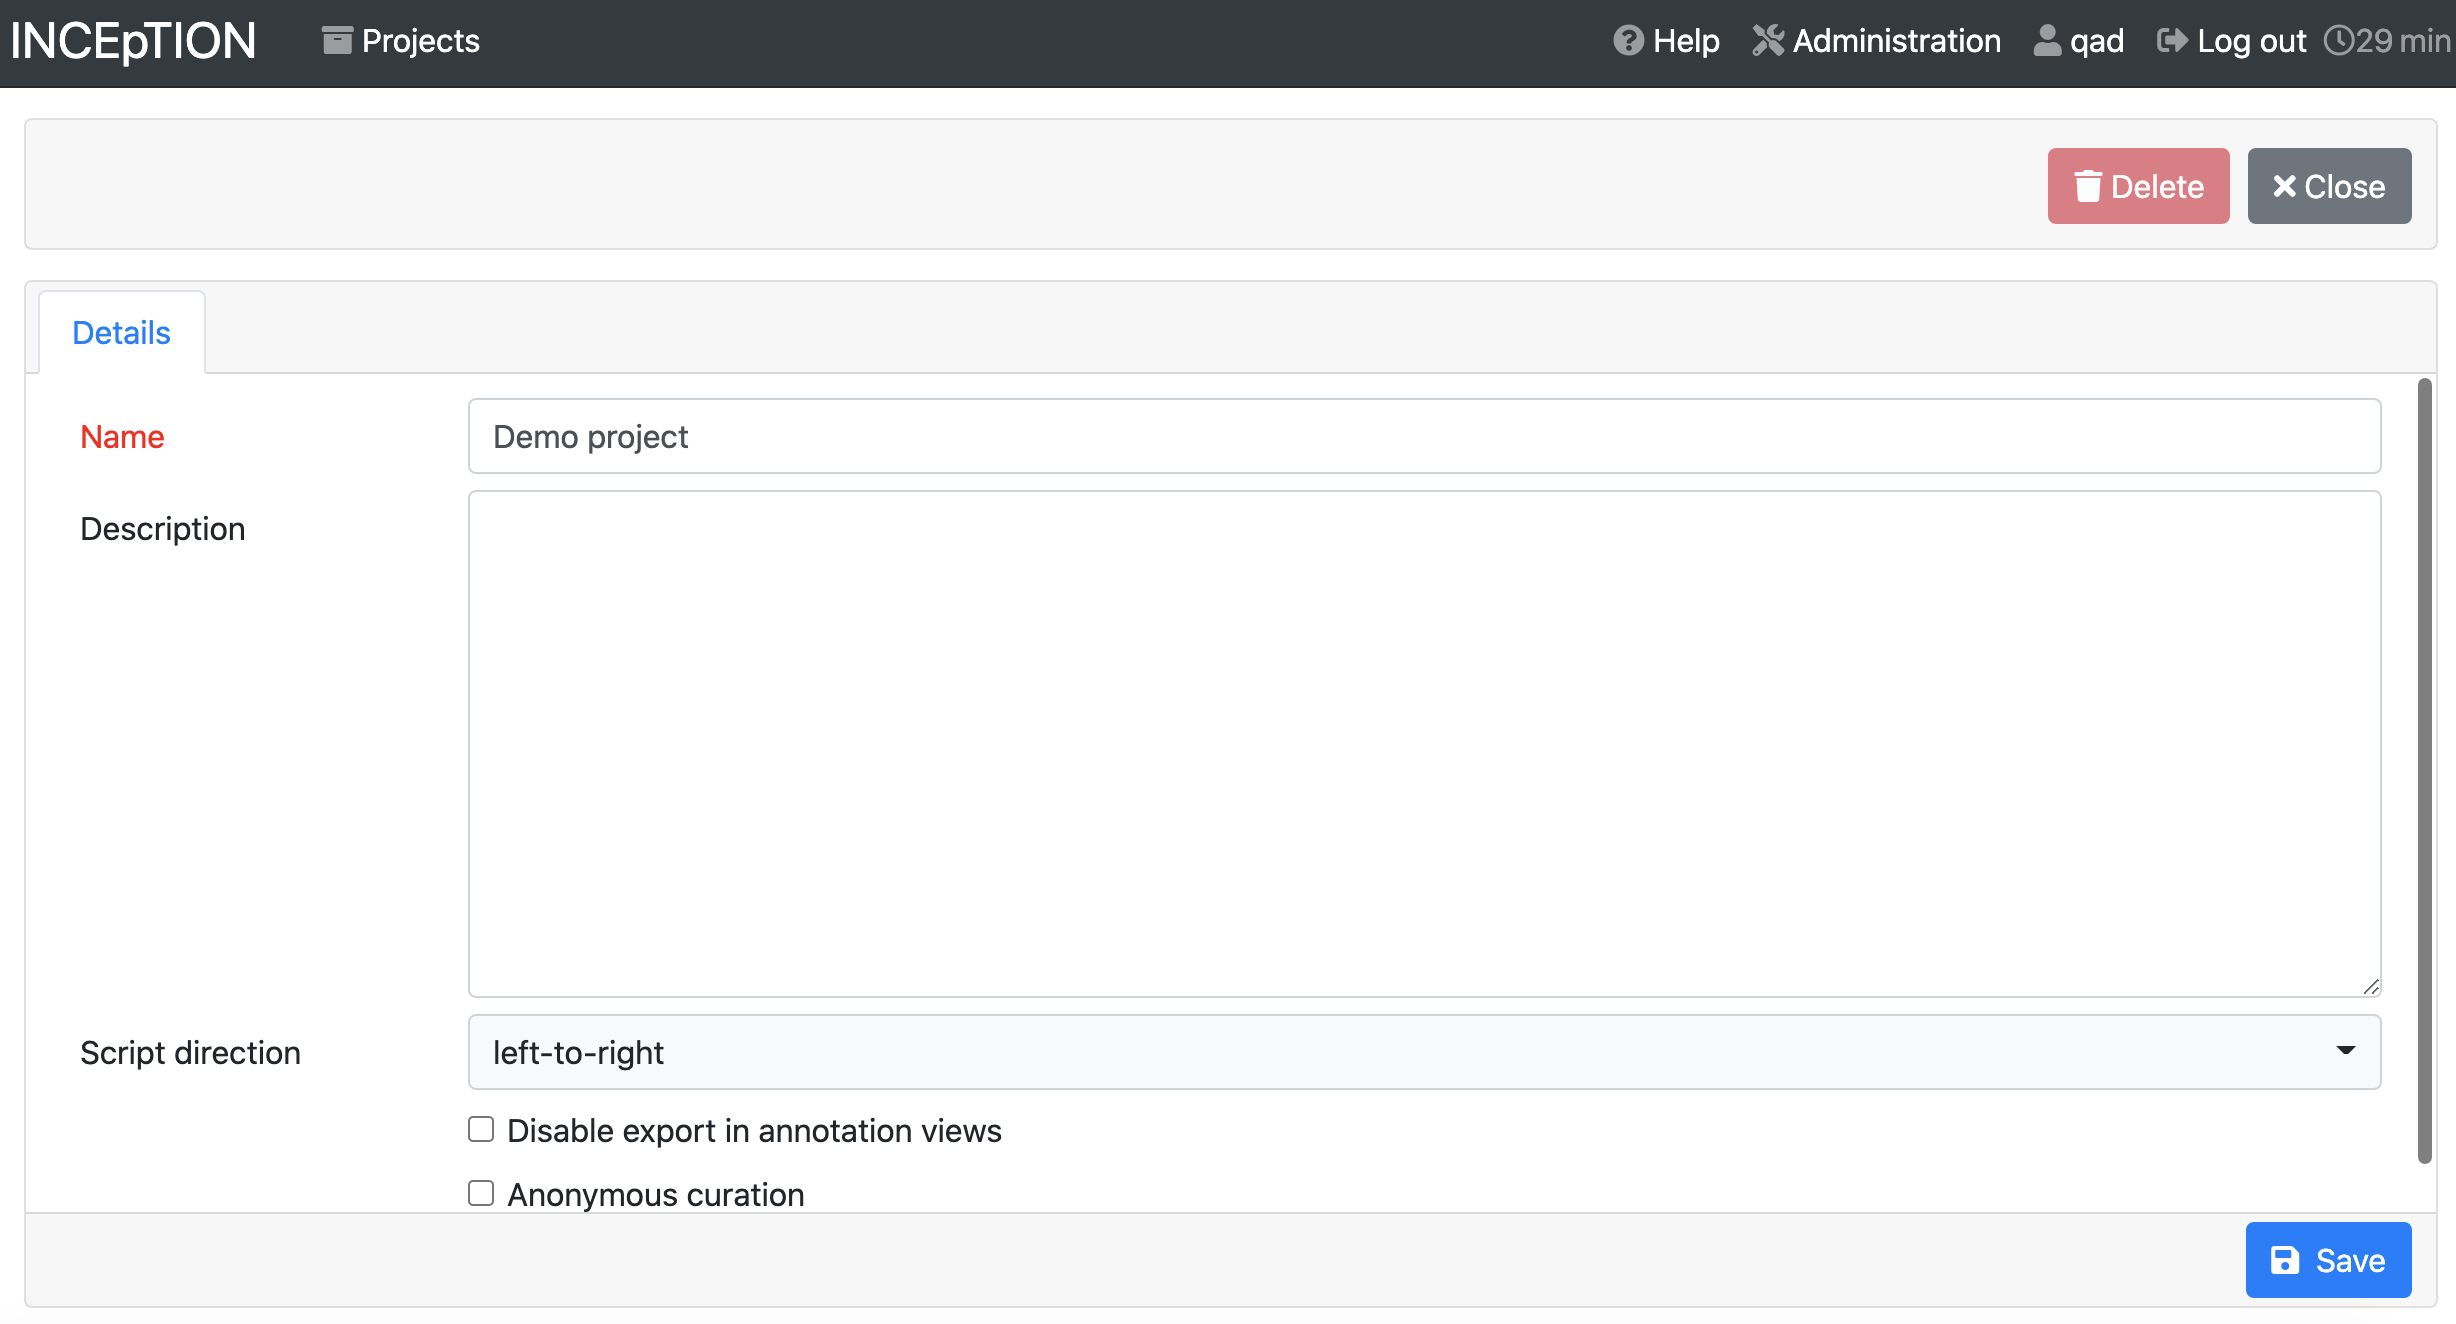 INCEpTION Projects Help Administration qad Log out 29 min
Delete Close
Details
Name Demo project
Description
Script direction left-to-right
Disable export in annotation views
Anonymous curation
Save